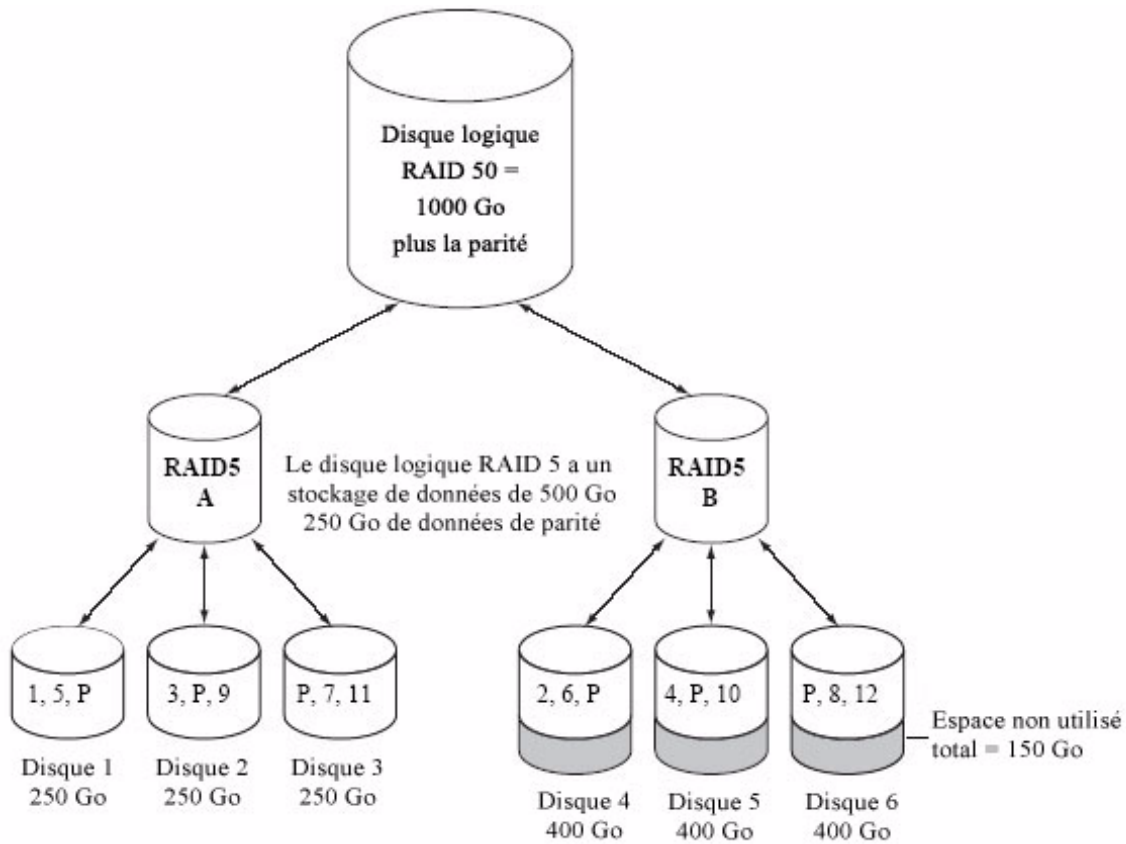 Disque logique
RAID 50 =
1000 Go
plus la parité
RAID5
A
Le disque logique RAID 5 a un
stockage de données de 500 Go
250 Go de données de parité
RAID5
B
1, 5, P
3, P, 9
P, 7, 11
2, 6, P
4, P, 10
P, 8, 12
Espace non utilisé
total = 150 Go
Disque 1
250 Go
Disque 2
250 Go
Disque 3
250 Go
Disque 4
400 Go
Disque 5
400 Go
Disque 6
400 Go